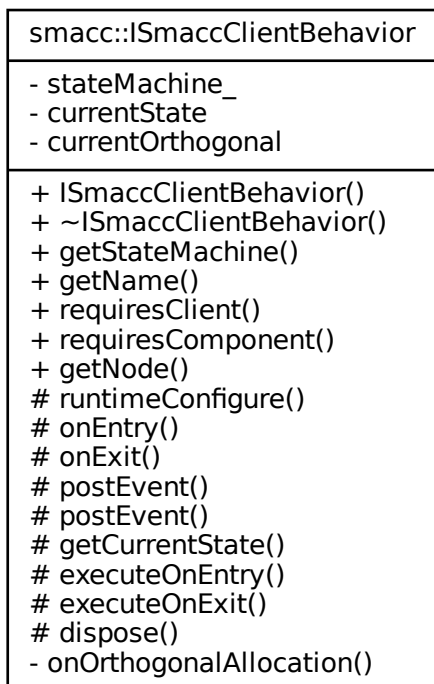 smacc::ISmaccClientBehavior
- stateMachine_
- currentState
- currentOrthogonal
+ ISmaccClientBehavior()
+ ~ISmaccClientBehavior()
+ getStateMachine()
+ getName()
+ requiresClient()
+ requiresComponent()
+ getNode()
# runtimeConfigure()
# onEntry()
# onExit()
# postEvent()
# postEvent()
# getCurrentState()
# executeOnEntry()
# executeOnExit()
# dispose()
- onOrthogonalAllocation()